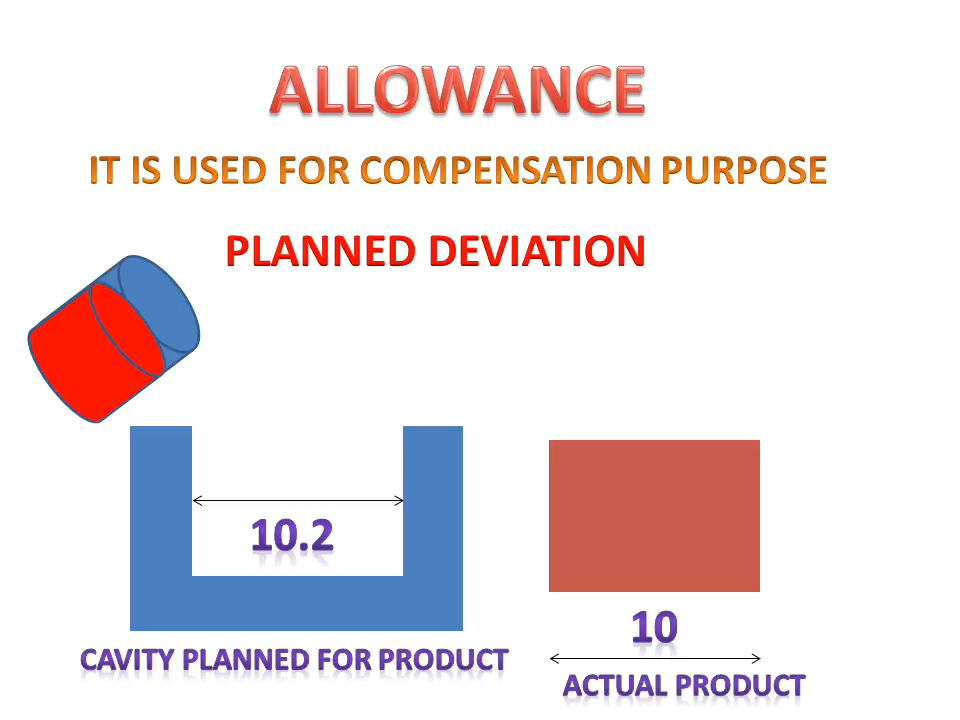 ALLOWANCE
IT IS USED FOR COMPENSATION PURPOSE
PLANNED DEVIATION
10.2
CAVITY PLANNED FOR PRODUCT
10
ACTUAL PRODUCT